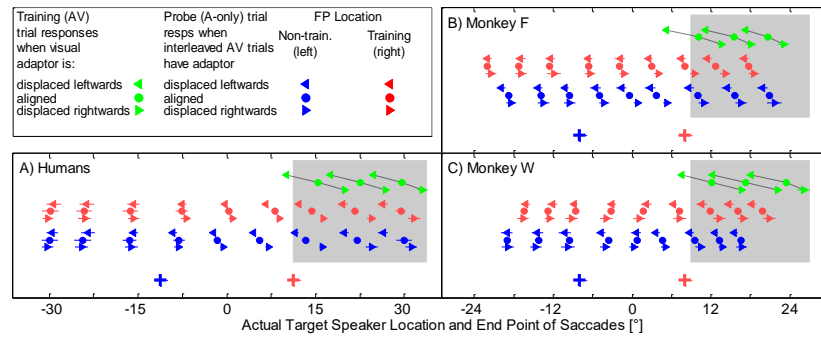 Training (AV) Probe (A-only) trial FP Location
trial responses resps when Non-train. Training
when visual interleaved AV trials (left) (right)
adaptor is: have adaptor
displaced leftwards displaced leftwards
aligned aligned
displaced rightwards displaced rightwards
B) Monkey F
A) Humans
C) Monkey W
-30 -15 0 15 30
-24 -12 0 12 24
Actual Target Speaker Location and End Point of Saccades [°]